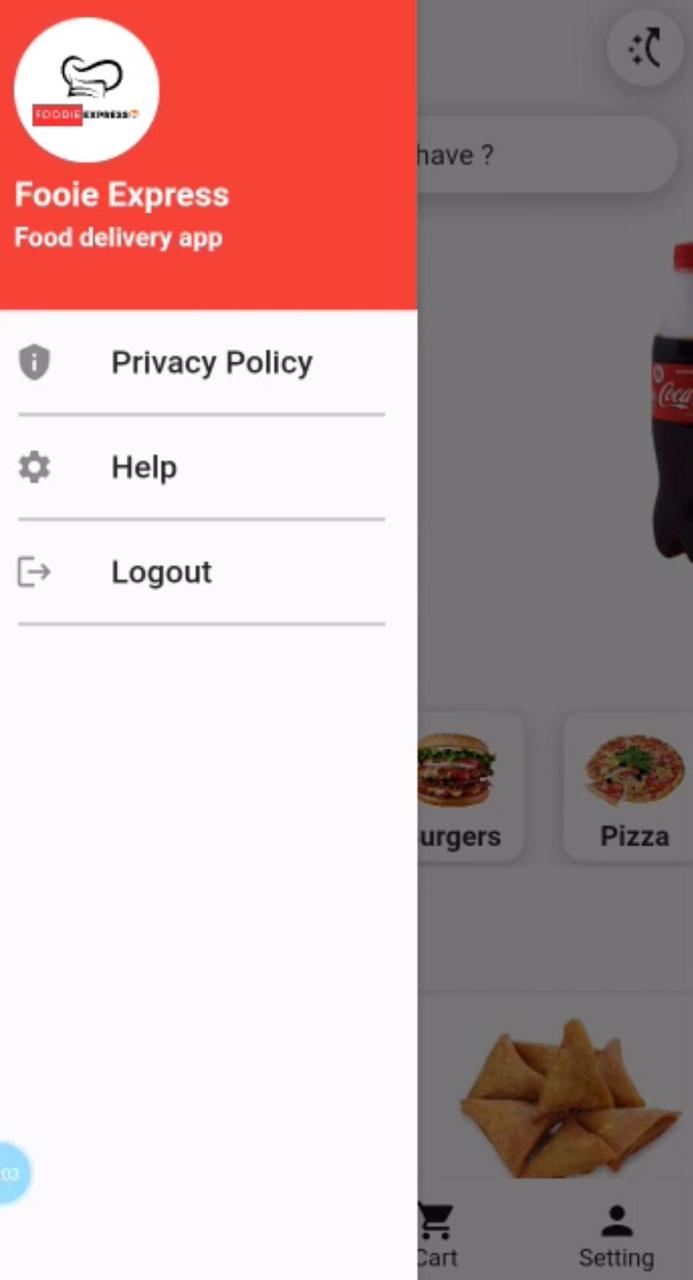 FOODIE EXPRESS
Fooie Express
Food delivery app
have ?
Coca
Privacy Policy
Help
Logout
urgers
Pizza
:03
Cart
Setting